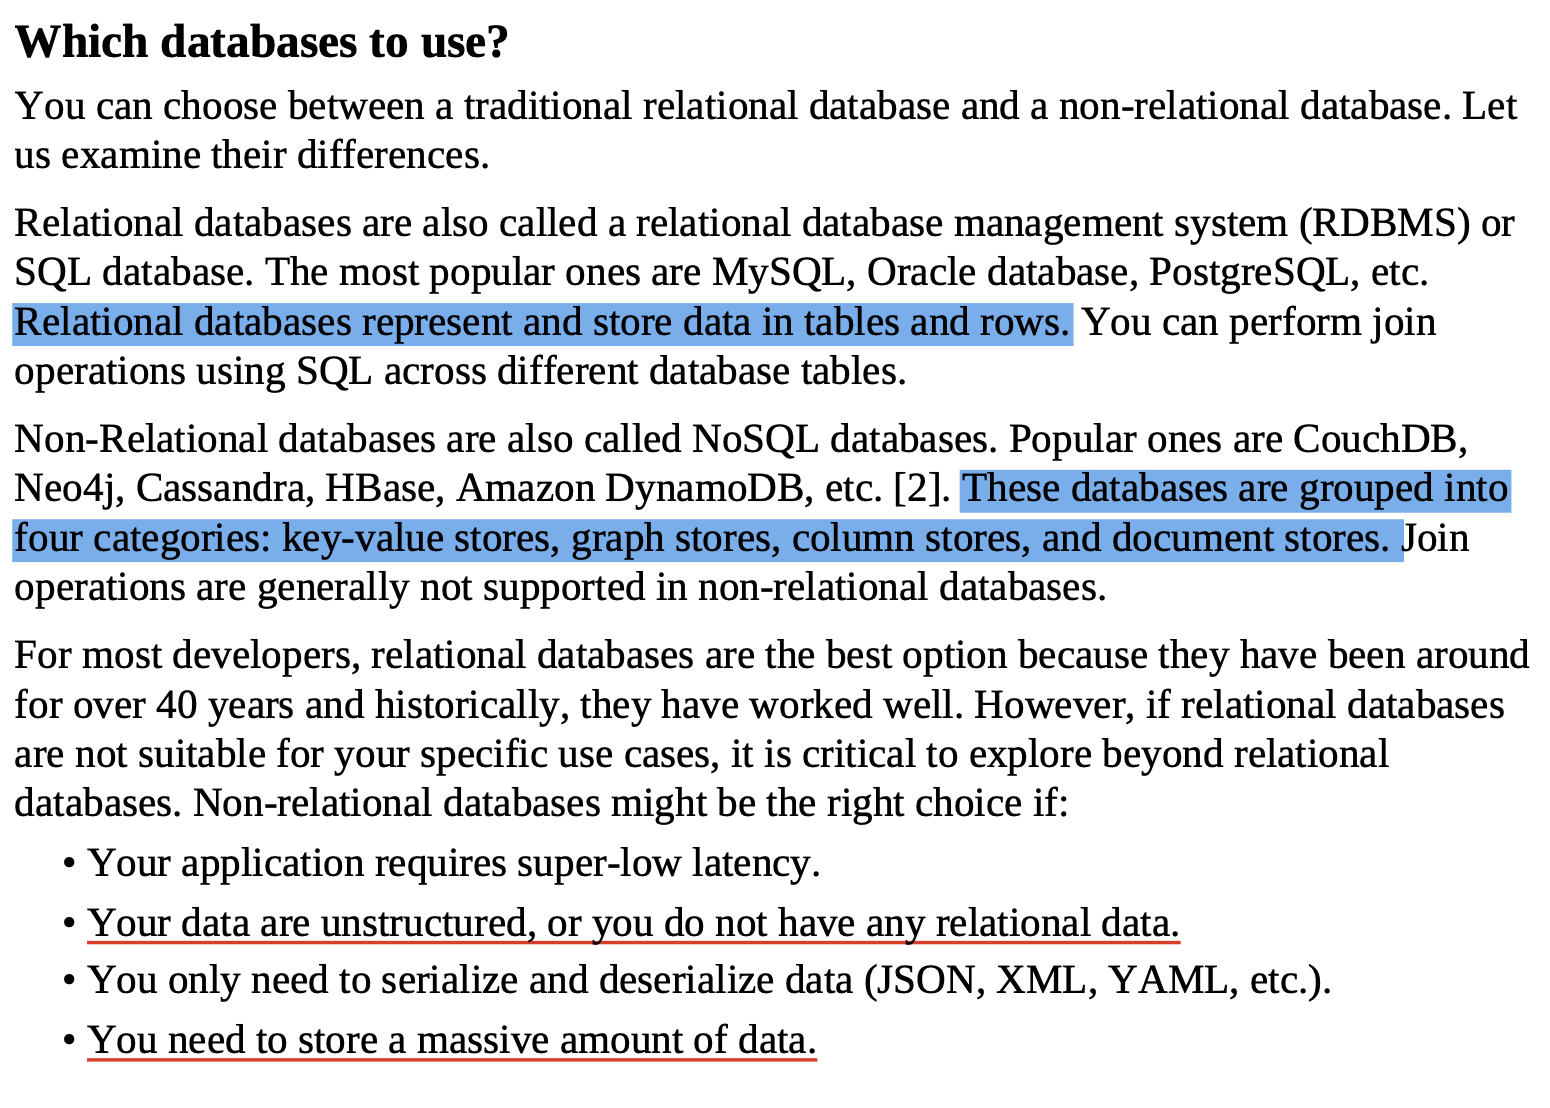 Which databases to use?
You can choose between a traditional relational database and a non-relational database. Let
us examine their differences.
Relational databases are also called a relational database management system (RDBMS) or
SQL database. The most popular ones are MySQL, Oracle database, PostgreSQL, etc.
Relational databases represent and store data in tables and rows. You can perform join
operations using SQL across different database tables.
Non-Relational databases are also called NoSQL databases. Popular ones are CouchDB,
Neo4j, Cassandra, HBase, Amazon DynamoDB, etc. [2]. These databases are grouped into
four categories: key-value stores, graph stores, column stores, and document stores. Join
operations are generally not supported in non-relational databases.
For most developers, relational databases are the best option because they have been around
for over 40 years and historically, they have worked well. However, if relational databases
are not suitable for your specific use cases, it is critical to explore beyond relational
databases. Non-relational databases might be the right choice if:
• Your application requires super-low latency.
• Your data are unstructured, or you do not have any relational data.
• You only need to serialize and deserialize data (JSON, XML, YAML, etc.).
• You need to store a massive amount of data.